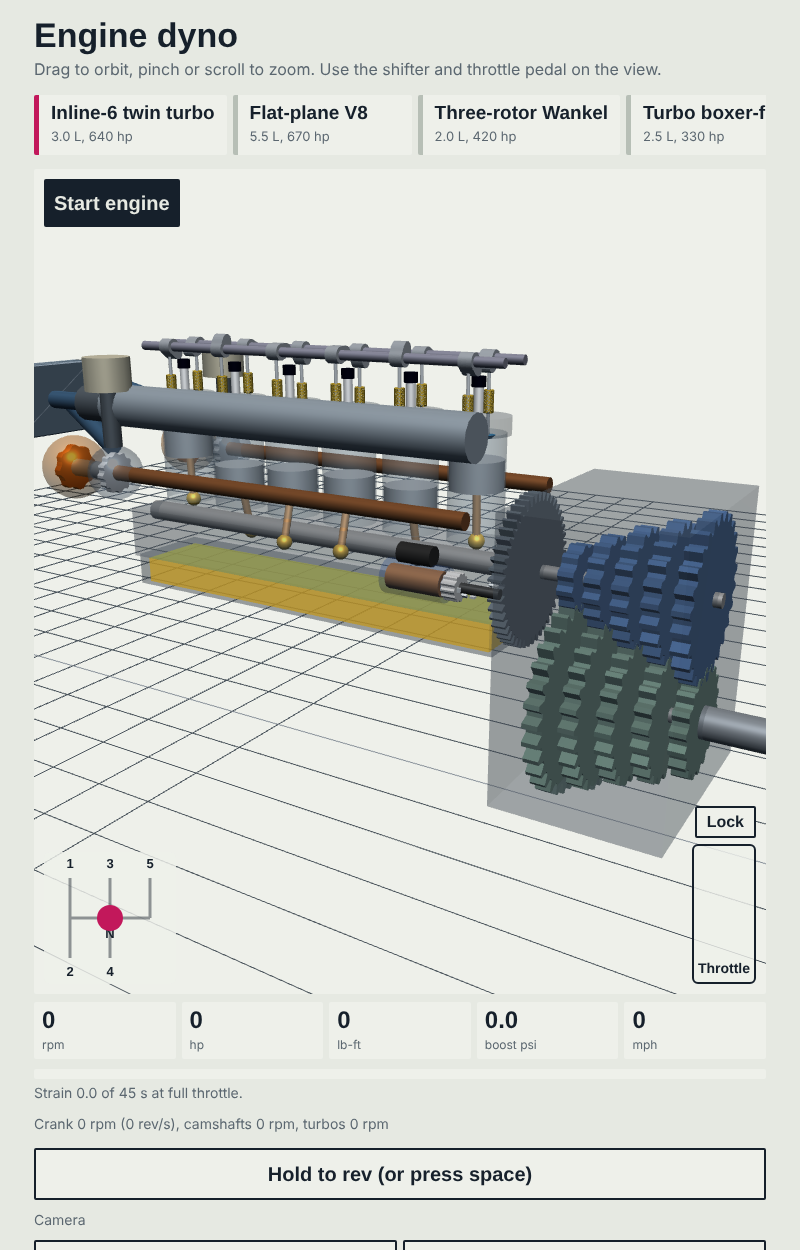 Engine dyno
Drag to orbit, pinch or scroll to zoom. Use the shifter and throttle pedal on the view.
Inline-6 twin turbo
3.0 L, 640 hp
Flat-plane V8
5.5 L, 670 hp
Three-rotor Wankel
2.0 L, 420 hp
Turbo boxer-f
2.5 L, 330 hp
Start engine
Lock
1 3 5
N
2 4
Throttle
0
rpm
0
hp
0
lb-ft
0.0
boost psi
0
mph
Strain 0.0 of 45 s at full throttle.
Crank 0 rpm (0 rev/s), camshafts 0 rpm, turbos 0 rpm
Hold to rev (or press space)
Camera